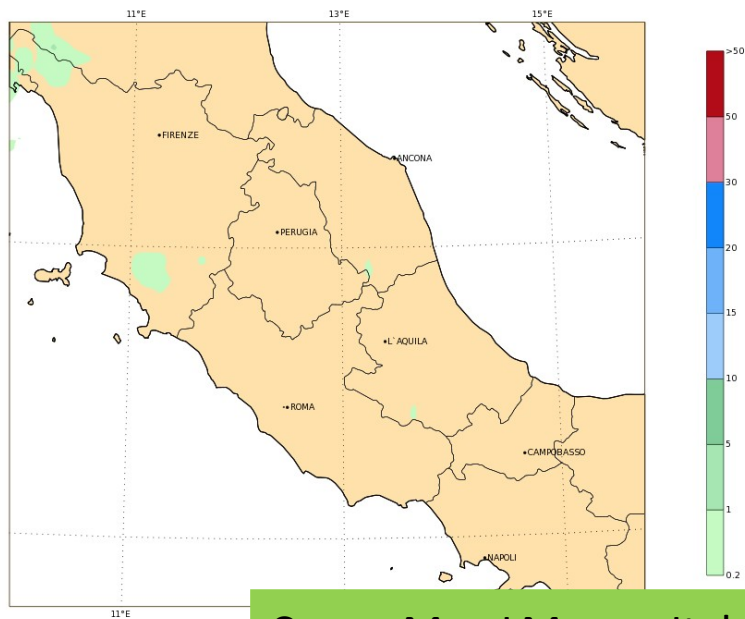 11°E 13°E 15°E
>50
50
FIRENZE
ANCONA
30
PERUGIA
20
15
L`AQUILA
10
ROMA
5
CAMPOBASSO
1
NAPOLI
0.2
11°E